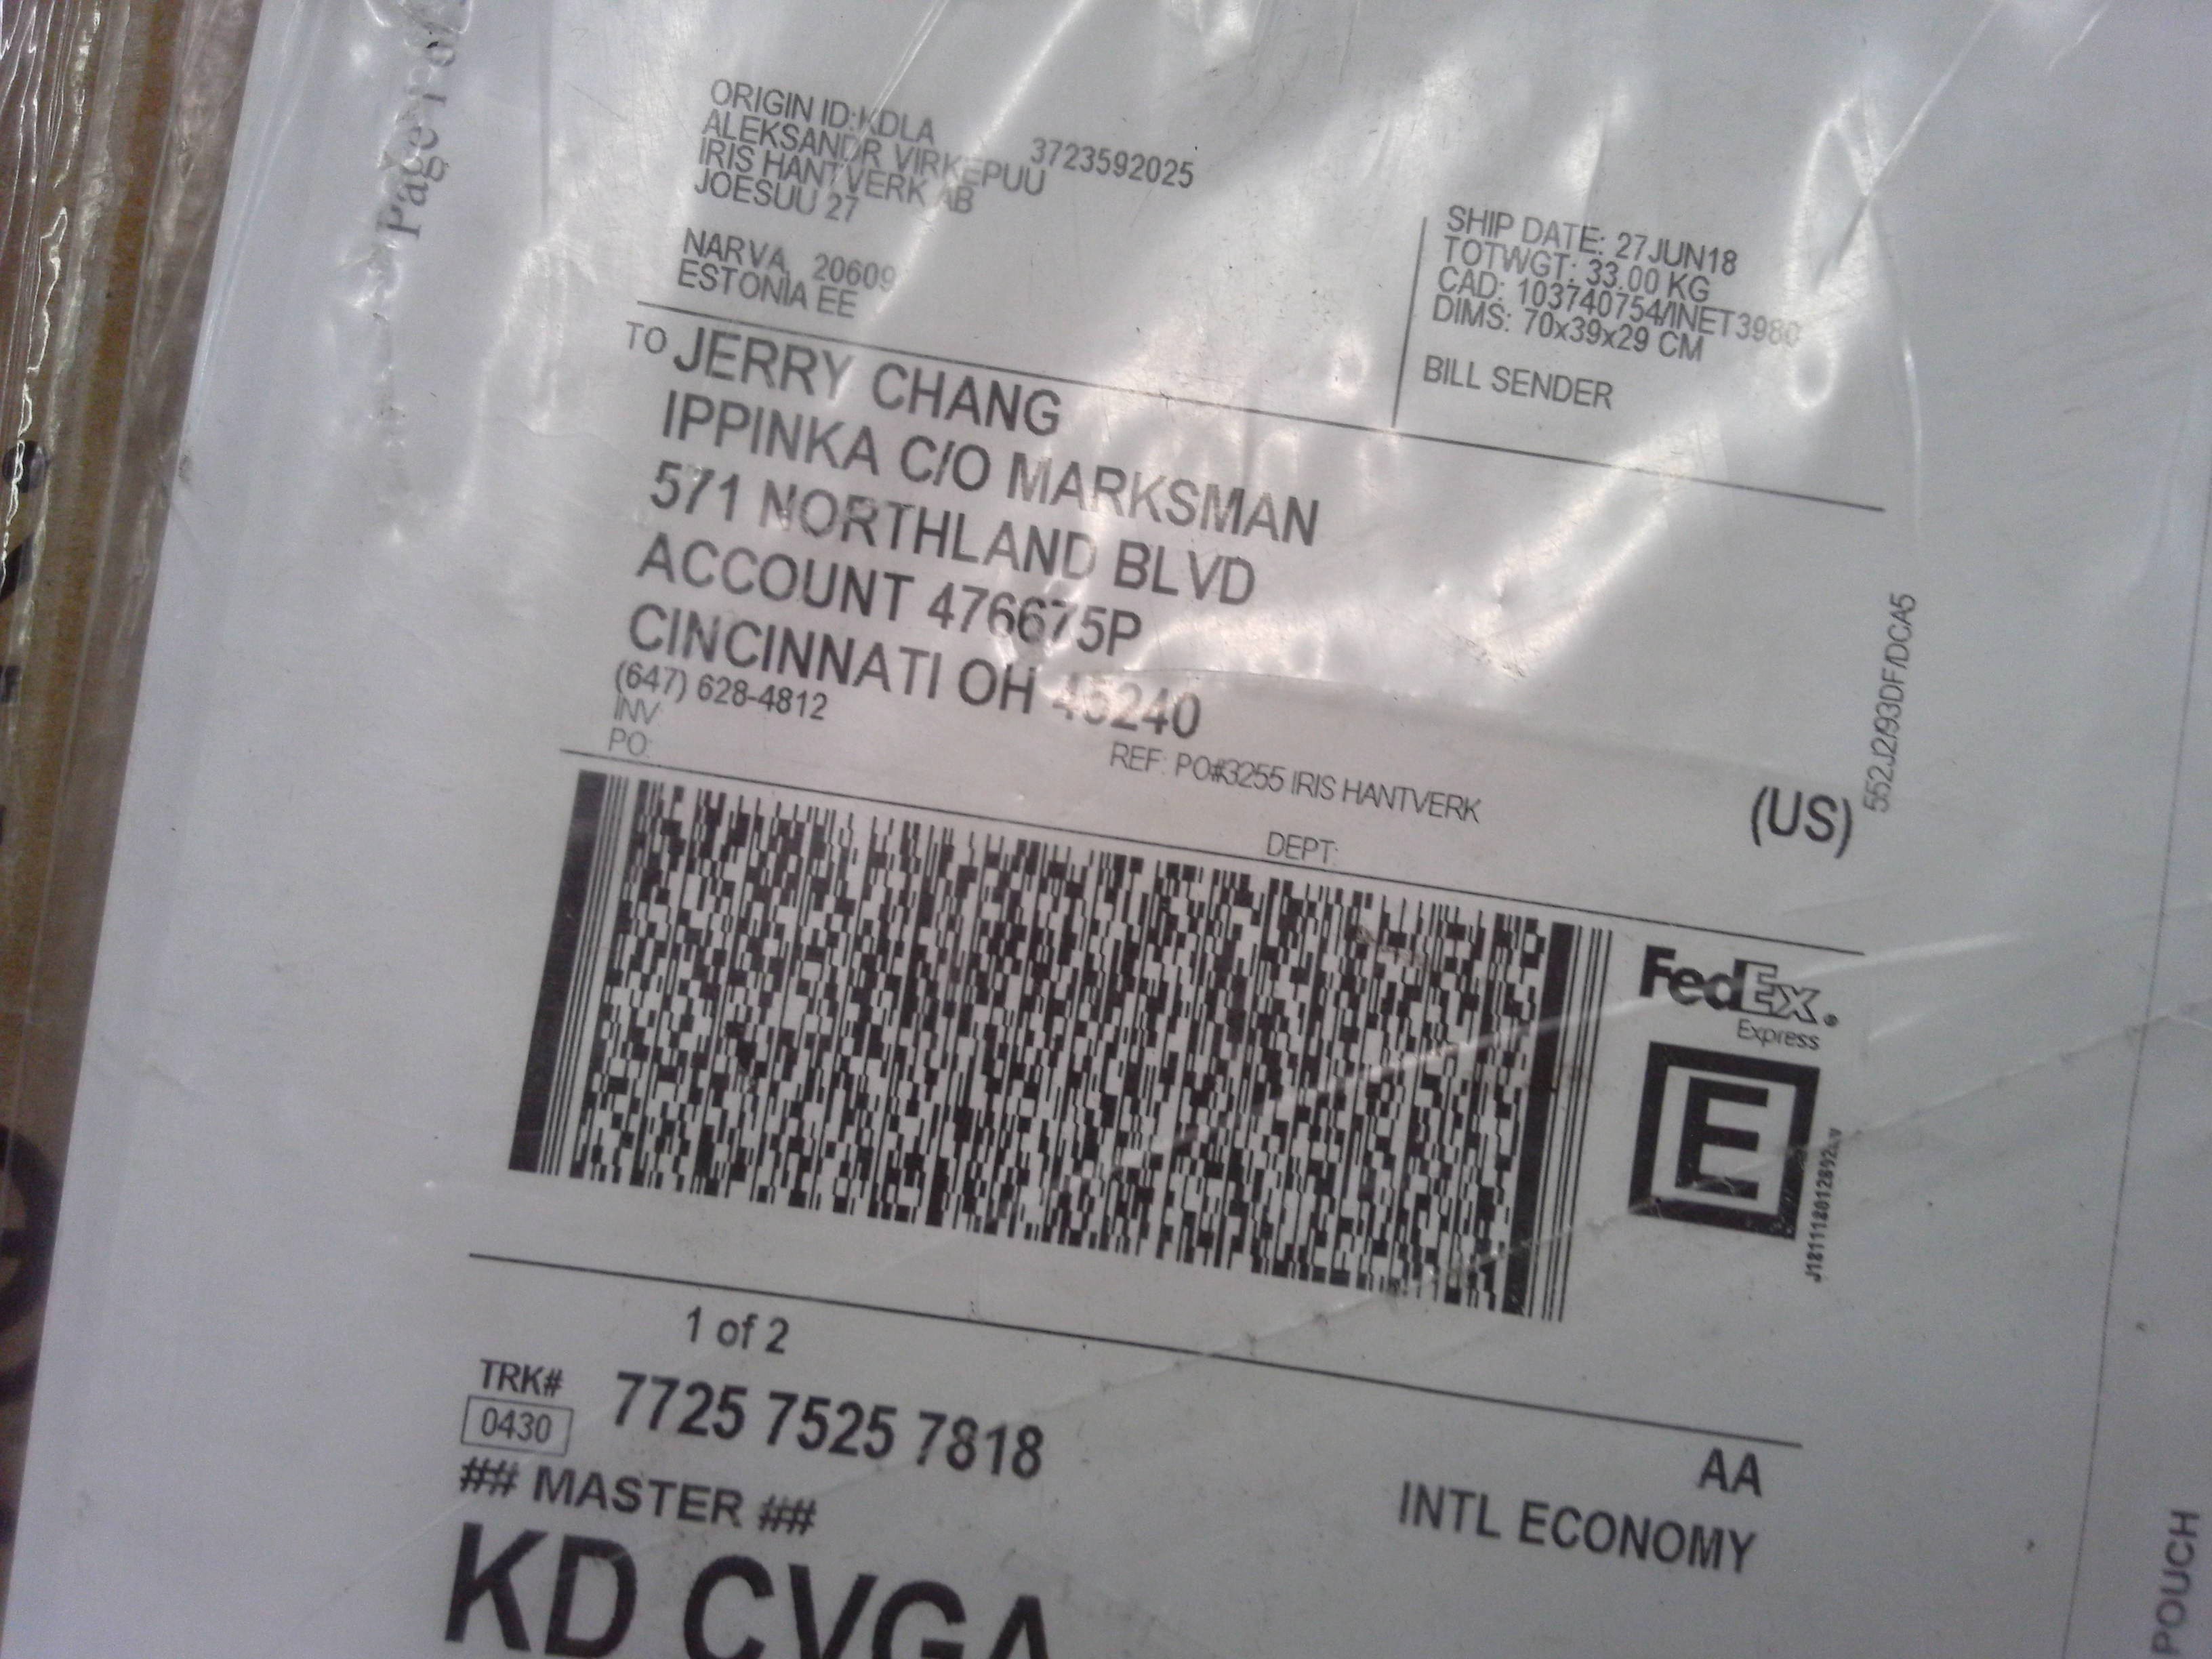 Page 1 of
ORIGIN ID:KDLA 3723592025
ALEKSANDR VIRKEPUU
IRIS HANTVERK AB
JOESUU 27
NARVA, 20609
ESTONIA EE
SHIP DATE: 27JUN18
TOTWGT: 33.00 KG
CAD: 103740754/INET3980
DIMS: 70x39x29 CM
BILL SENDER
TO JERRY CHANG
IPPINKA C/O MARKSMAN
571 NORTHLAND BLVD
ACCOUNT 476675P
CINCINNATI OH 45240
(647) 628-4812
INV:
PO:
REF: PO#3255 IRIS HANTVERK
DEPT:
(US)
552J2/93DF/DCA5
FedEx
Express
E
1 of 2
TRK#
0430
7725 7525 7818
## MASTER ##
AA
INTL ECONOMY
KD CVGA
POUCH